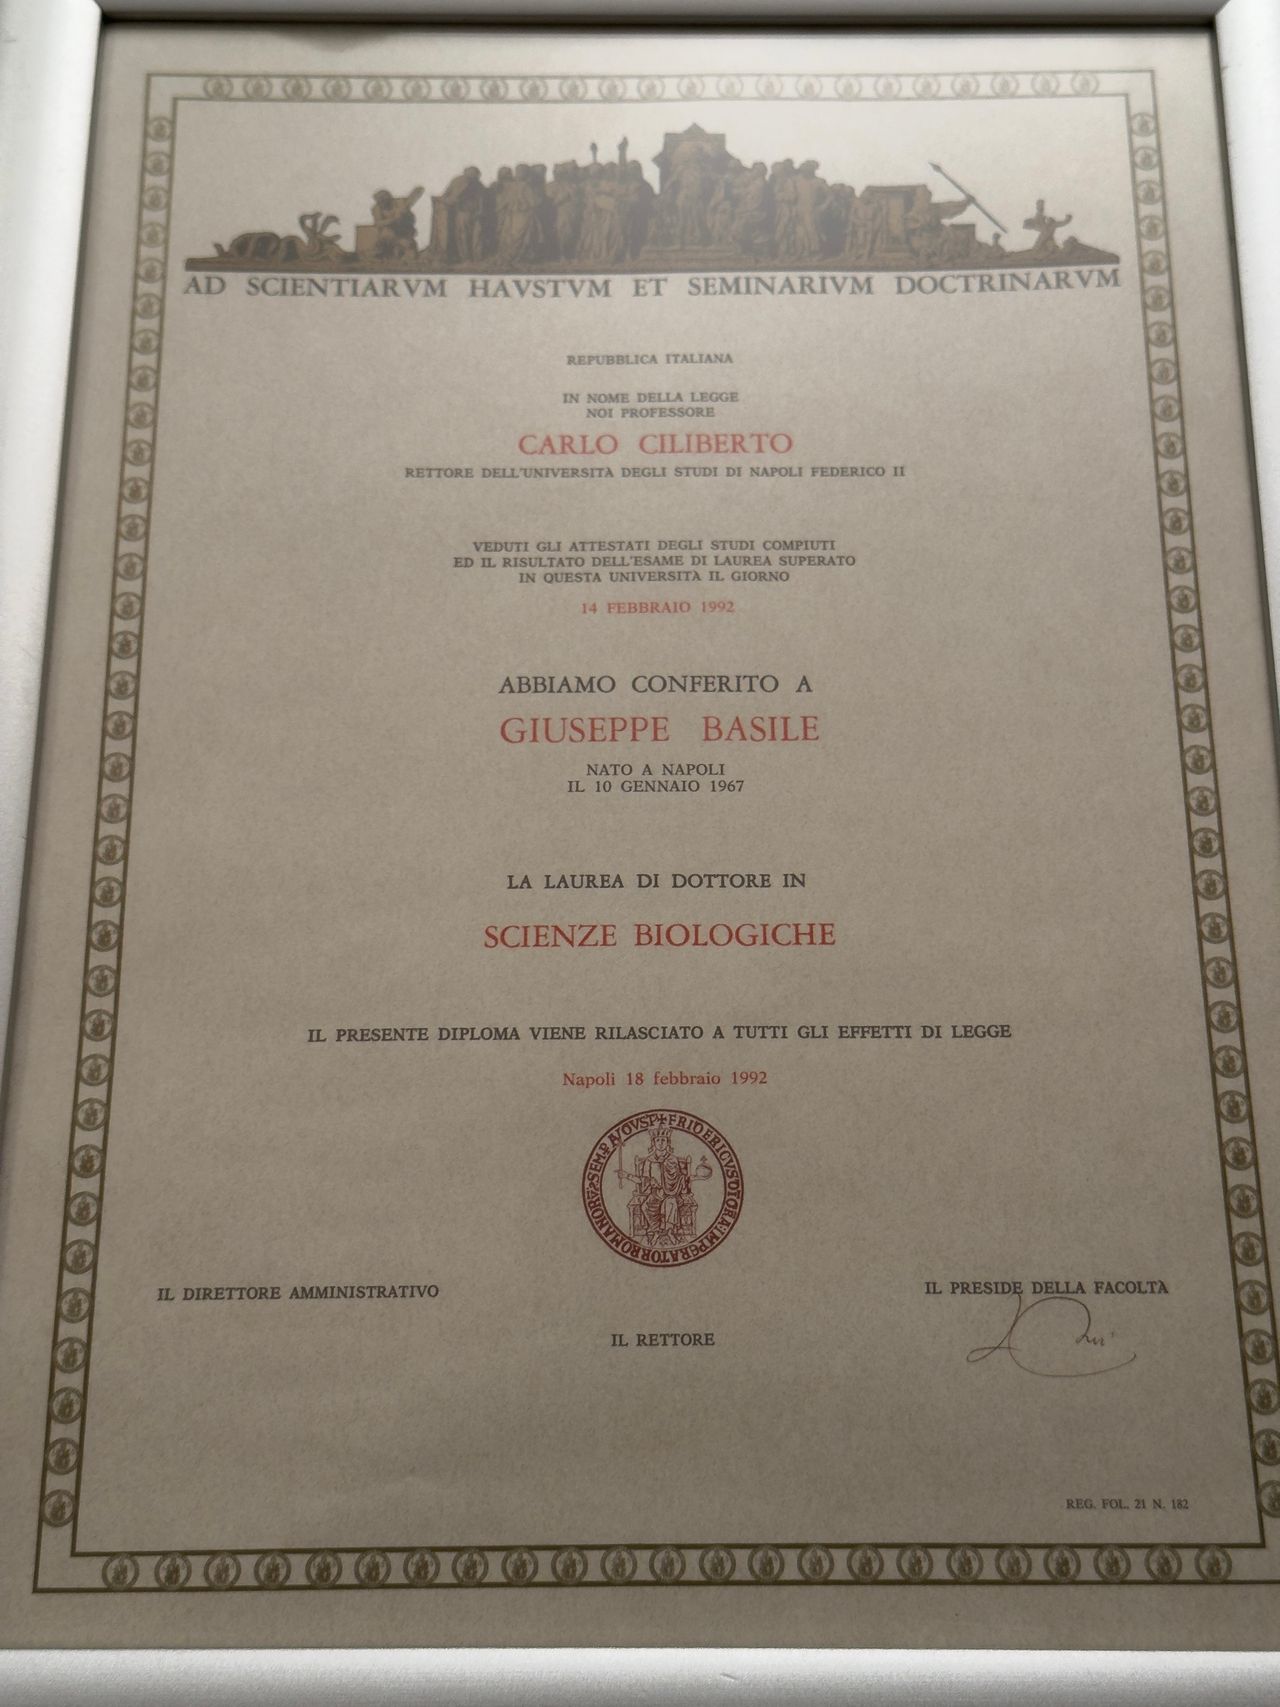 AD SCIENTIARVM HAVSTVM ET SEMINARIVM DOCTRINARVM
REPUBBLICA ITALIANA
IN NOME DELLA LEGGE
NOI PROFESSORE
CARLO CILIBERTO
RETTORE DELL'UNIVERSITÀ DEGLI STUDI DI NAPOLI FEDERICO II
VEDUTI GLI ATTESTATI DEGLI STUDI COMPIUTI
ED IL RISULTATO DELL'ESAME DI LAUREA SUPERATO
IN QUESTA UNIVERSITÀ IL GIORNO
14 FEBBRAIO 1992
ABBIAMO CONFERITO A
GIUSEPPE BASILE
NATO A NAPOLI
IL 10 GENNAIO 1967
LA LAUREA DI DOTTORE IN
SCIENZE BIOLOGICHE
IL PRESENTE DIPLOMA VIENE RILASCIATO A TUTTI GLI EFFETTI DI LEGGE
Napoli 18 febbraio 1992
IL DIRETTORE AMMINISTRATIVO
IL PRESIDE DELLA FACOLTÀ
IL RETTORE
REG. FOL. 21 N. 182